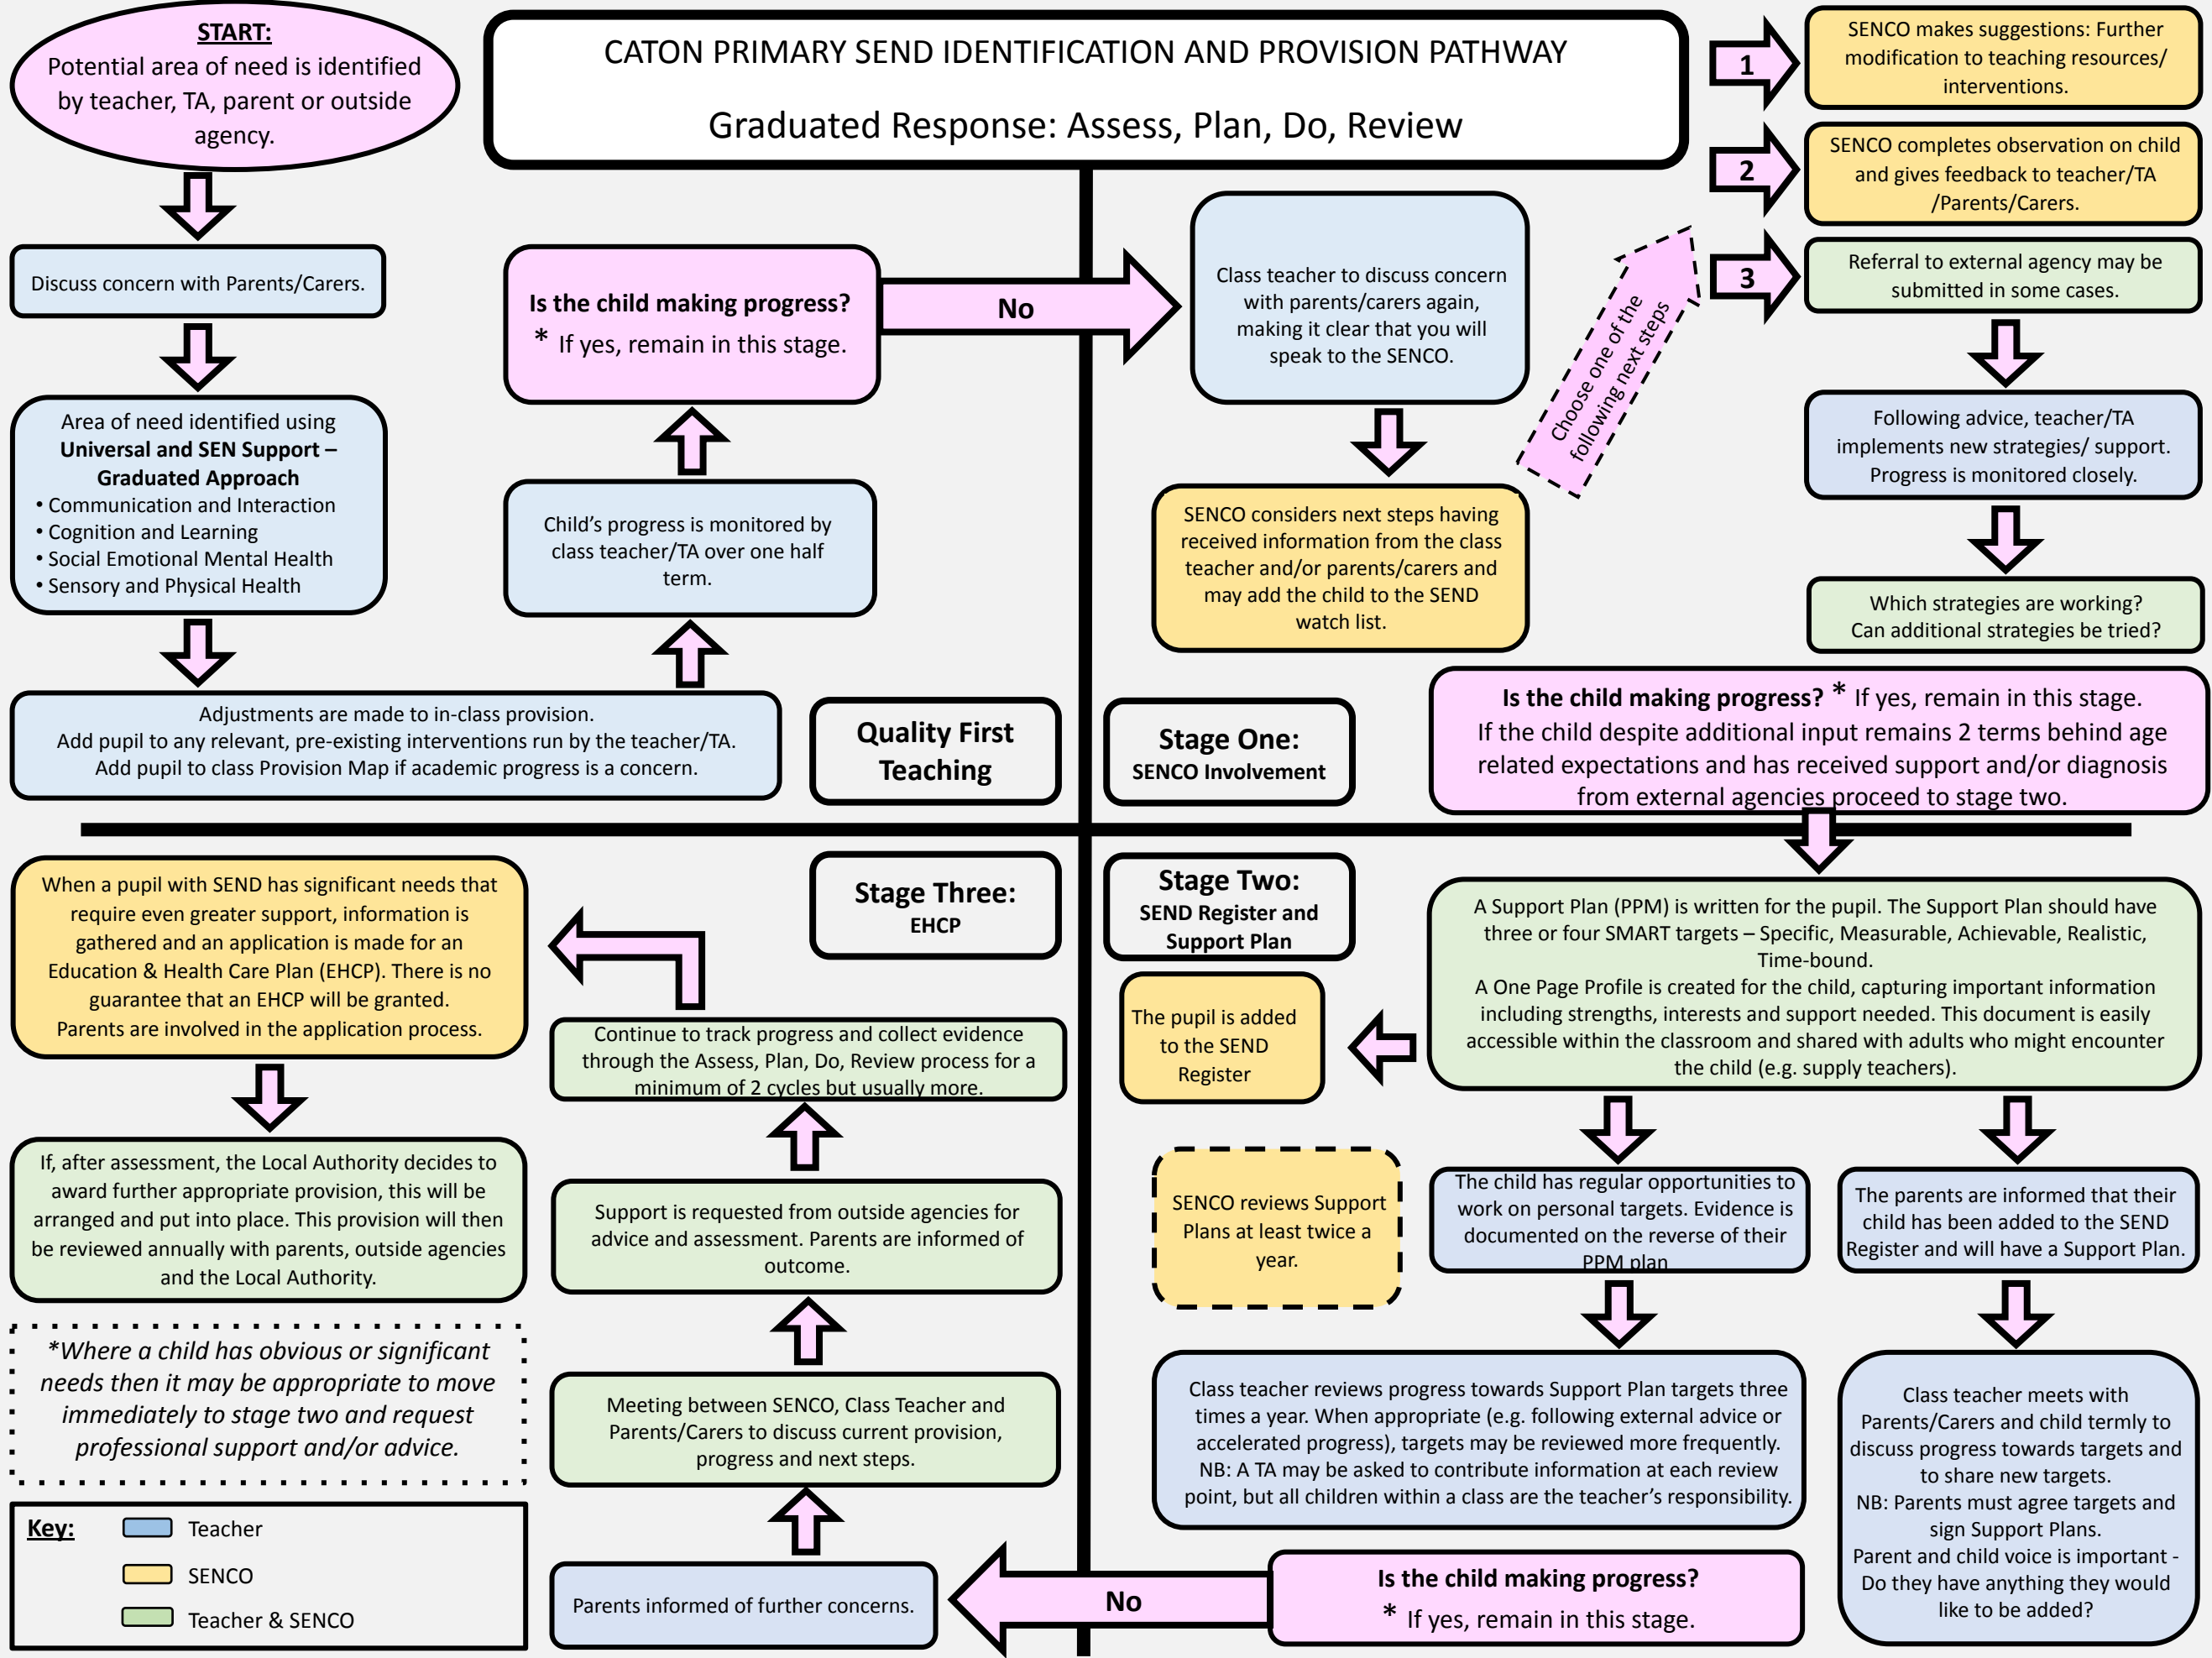 START:
Potential area of need is identified
by teacher, TA, parent or outside
agency.
CATON PRIMARY SEND IDENTIFICATION AND PROVISION PATHWAY
Graduated Response: Assess, Plan, Do, Review
Discuss concern with Parents/Carers.
Area of need identified using
Universal and SEN Support –
Graduated Approach
• Communication and Interaction
• Cognition and Learning
• Social Emotional Mental Health
• Sensory and Physical Health
Adjustments are made to in-class provision.
Add pupil to any relevant, pre-existing interventions run by the teacher/TA.
Add pupil to class Provision Map if academic progress is a concern.
Child’s progress is monitored by
class teacher/TA over one half
term.
Is the child making progress?
* If yes, remain in this stage.
No
Quality First
Teaching
Class teacher to discuss concern
with parents/carers again,
making it clear that you will
speak to the SENCO.
SENCO considers next steps having
received information from the class
teacher and/or parents/carers and
may add the child to the SEND
watch list.
Choose one of the
following next steps
1
SENCO makes suggestions: Further
modification to teaching resources/
interventions.
2
SENCO completes observation on child
and gives feedback to teacher/TA
/Parents/Carers.
3
Referral to external agency may be
submitted in some cases.
Following advice, teacher/TA
implements new strategies/ support.
Progress is monitored closely.
Which strategies are working?
Can additional strategies be tried?
Stage One:
SENCO Involvement
Is the child making progress? * If yes, remain in this stage.
If the child despite additional input remains 2 terms behind age
related expectations and has received support and/or diagnosis
from external agencies proceed to stage two.
Stage Two:
SEND Register and
Support Plan
A Support Plan (PPM) is written for the pupil. The Support Plan should have
three or four SMART targets – Specific, Measurable, Achievable, Realistic,
Time-bound.
A One Page Profile is created for the child, capturing important information
including strengths, interests and support needed. This document is easily
accessible within the classroom and shared with adults who might encounter
the child (e.g. supply teachers).
The pupil is added
to the SEND
Register
SENCO reviews Support
Plans at least twice a
year.
The child has regular opportunities to
work on personal targets. Evidence is
documented on the reverse of their
PPM plan
The parents are informed that their
child has been added to the SEND
Register and will have a Support Plan.
Class teacher reviews progress towards Support Plan targets three
times a year. When appropriate (e.g. following external advice or
accelerated progress), targets may be reviewed more frequently.
NB: A TA may be asked to contribute information at each review
point, but all children within a class are the teacher’s responsibility.
Class teacher meets with
Parents/Carers and child termly to
discuss progress towards targets and
to share new targets.
NB: Parents must agree targets and
sign Support Plans.
Parent and child voice is important -
Do they have anything they would
like to be added?
Is the child making progress?
* If yes, remain in this stage.
No
Stage Three:
EHCP
Parents informed of further concerns.
Meeting between SENCO, Class Teacher and
Parents/Carers to discuss current provision,
progress and next steps.
Support is requested from outside agencies for
advice and assessment. Parents are informed of
outcome.
Continue to track progress and collect evidence
through the Assess, Plan, Do, Review process for a
minimum of 2 cycles but usually more.
When a pupil with SEND has significant needs that
require even greater support, information is
gathered and an application is made for an
Education & Health Care Plan (EHCP). There is no
guarantee that an EHCP will be granted.
Parents are involved in the application process.
If, after assessment, the Local Authority decides to
award further appropriate provision, this will be
arranged and put into place. This provision will then
be reviewed annually with parents, outside agencies
and the Local Authority.
*Where a child has obvious or significant
needs then it may be appropriate to move
immediately to stage two and request
professional support and/or advice.
Key:
Teacher
SENCO
Teacher & SENCO